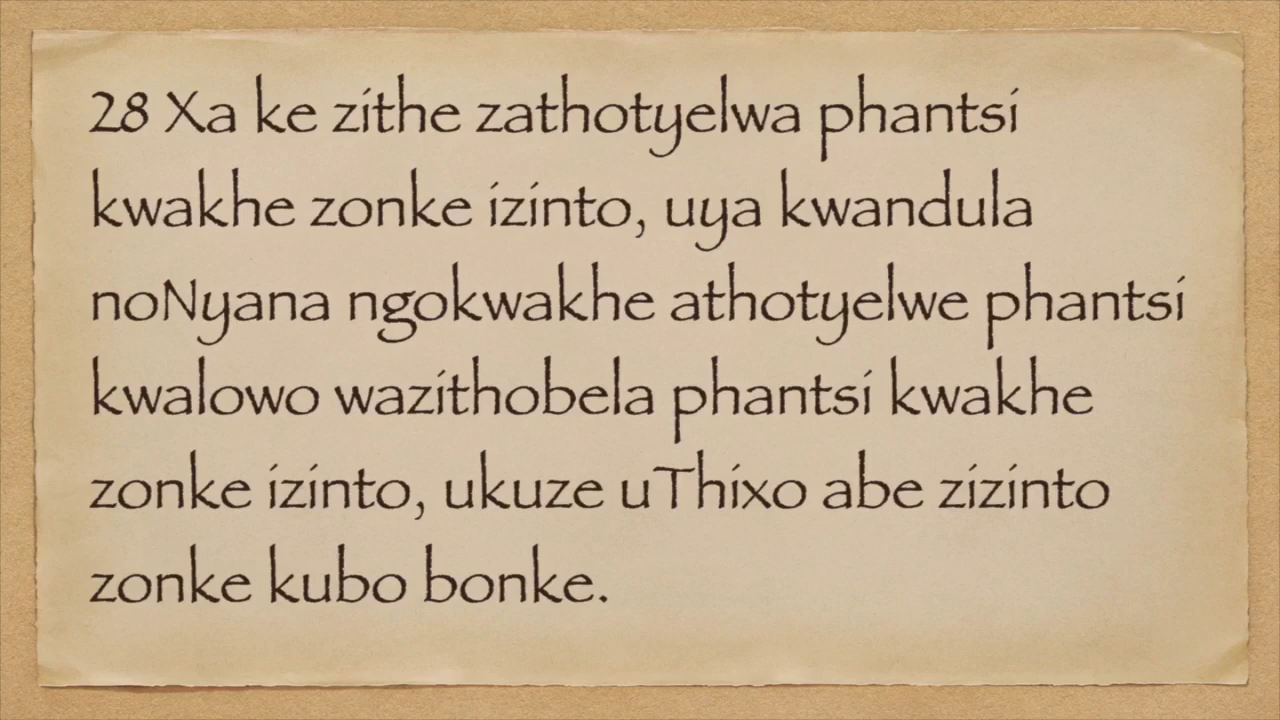 28 Xa ke zithe zathotyelwa phantsi
kwakhe zonke izinto, uya kwandula
noNyana ngokwakhe athotyelwe phantsi
kwalowo wazithobela phantsi kwakhe
zonke izinto, ukuze uThixo abe zizinto
zonke kubo bonke.